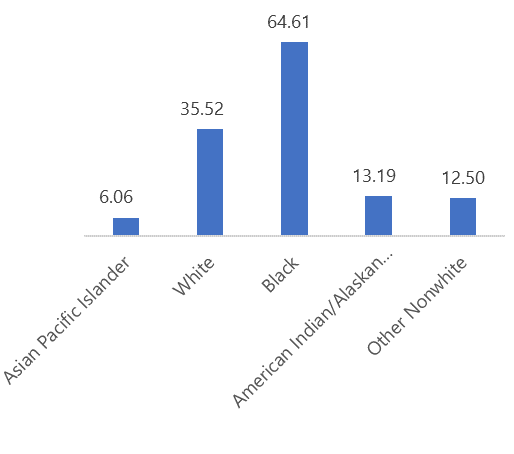 64.61
35.52
13.19
12.50
6.06
Asian Pacific Islander
White
Black
American Indian/Alaskan...
Other Nonwhite